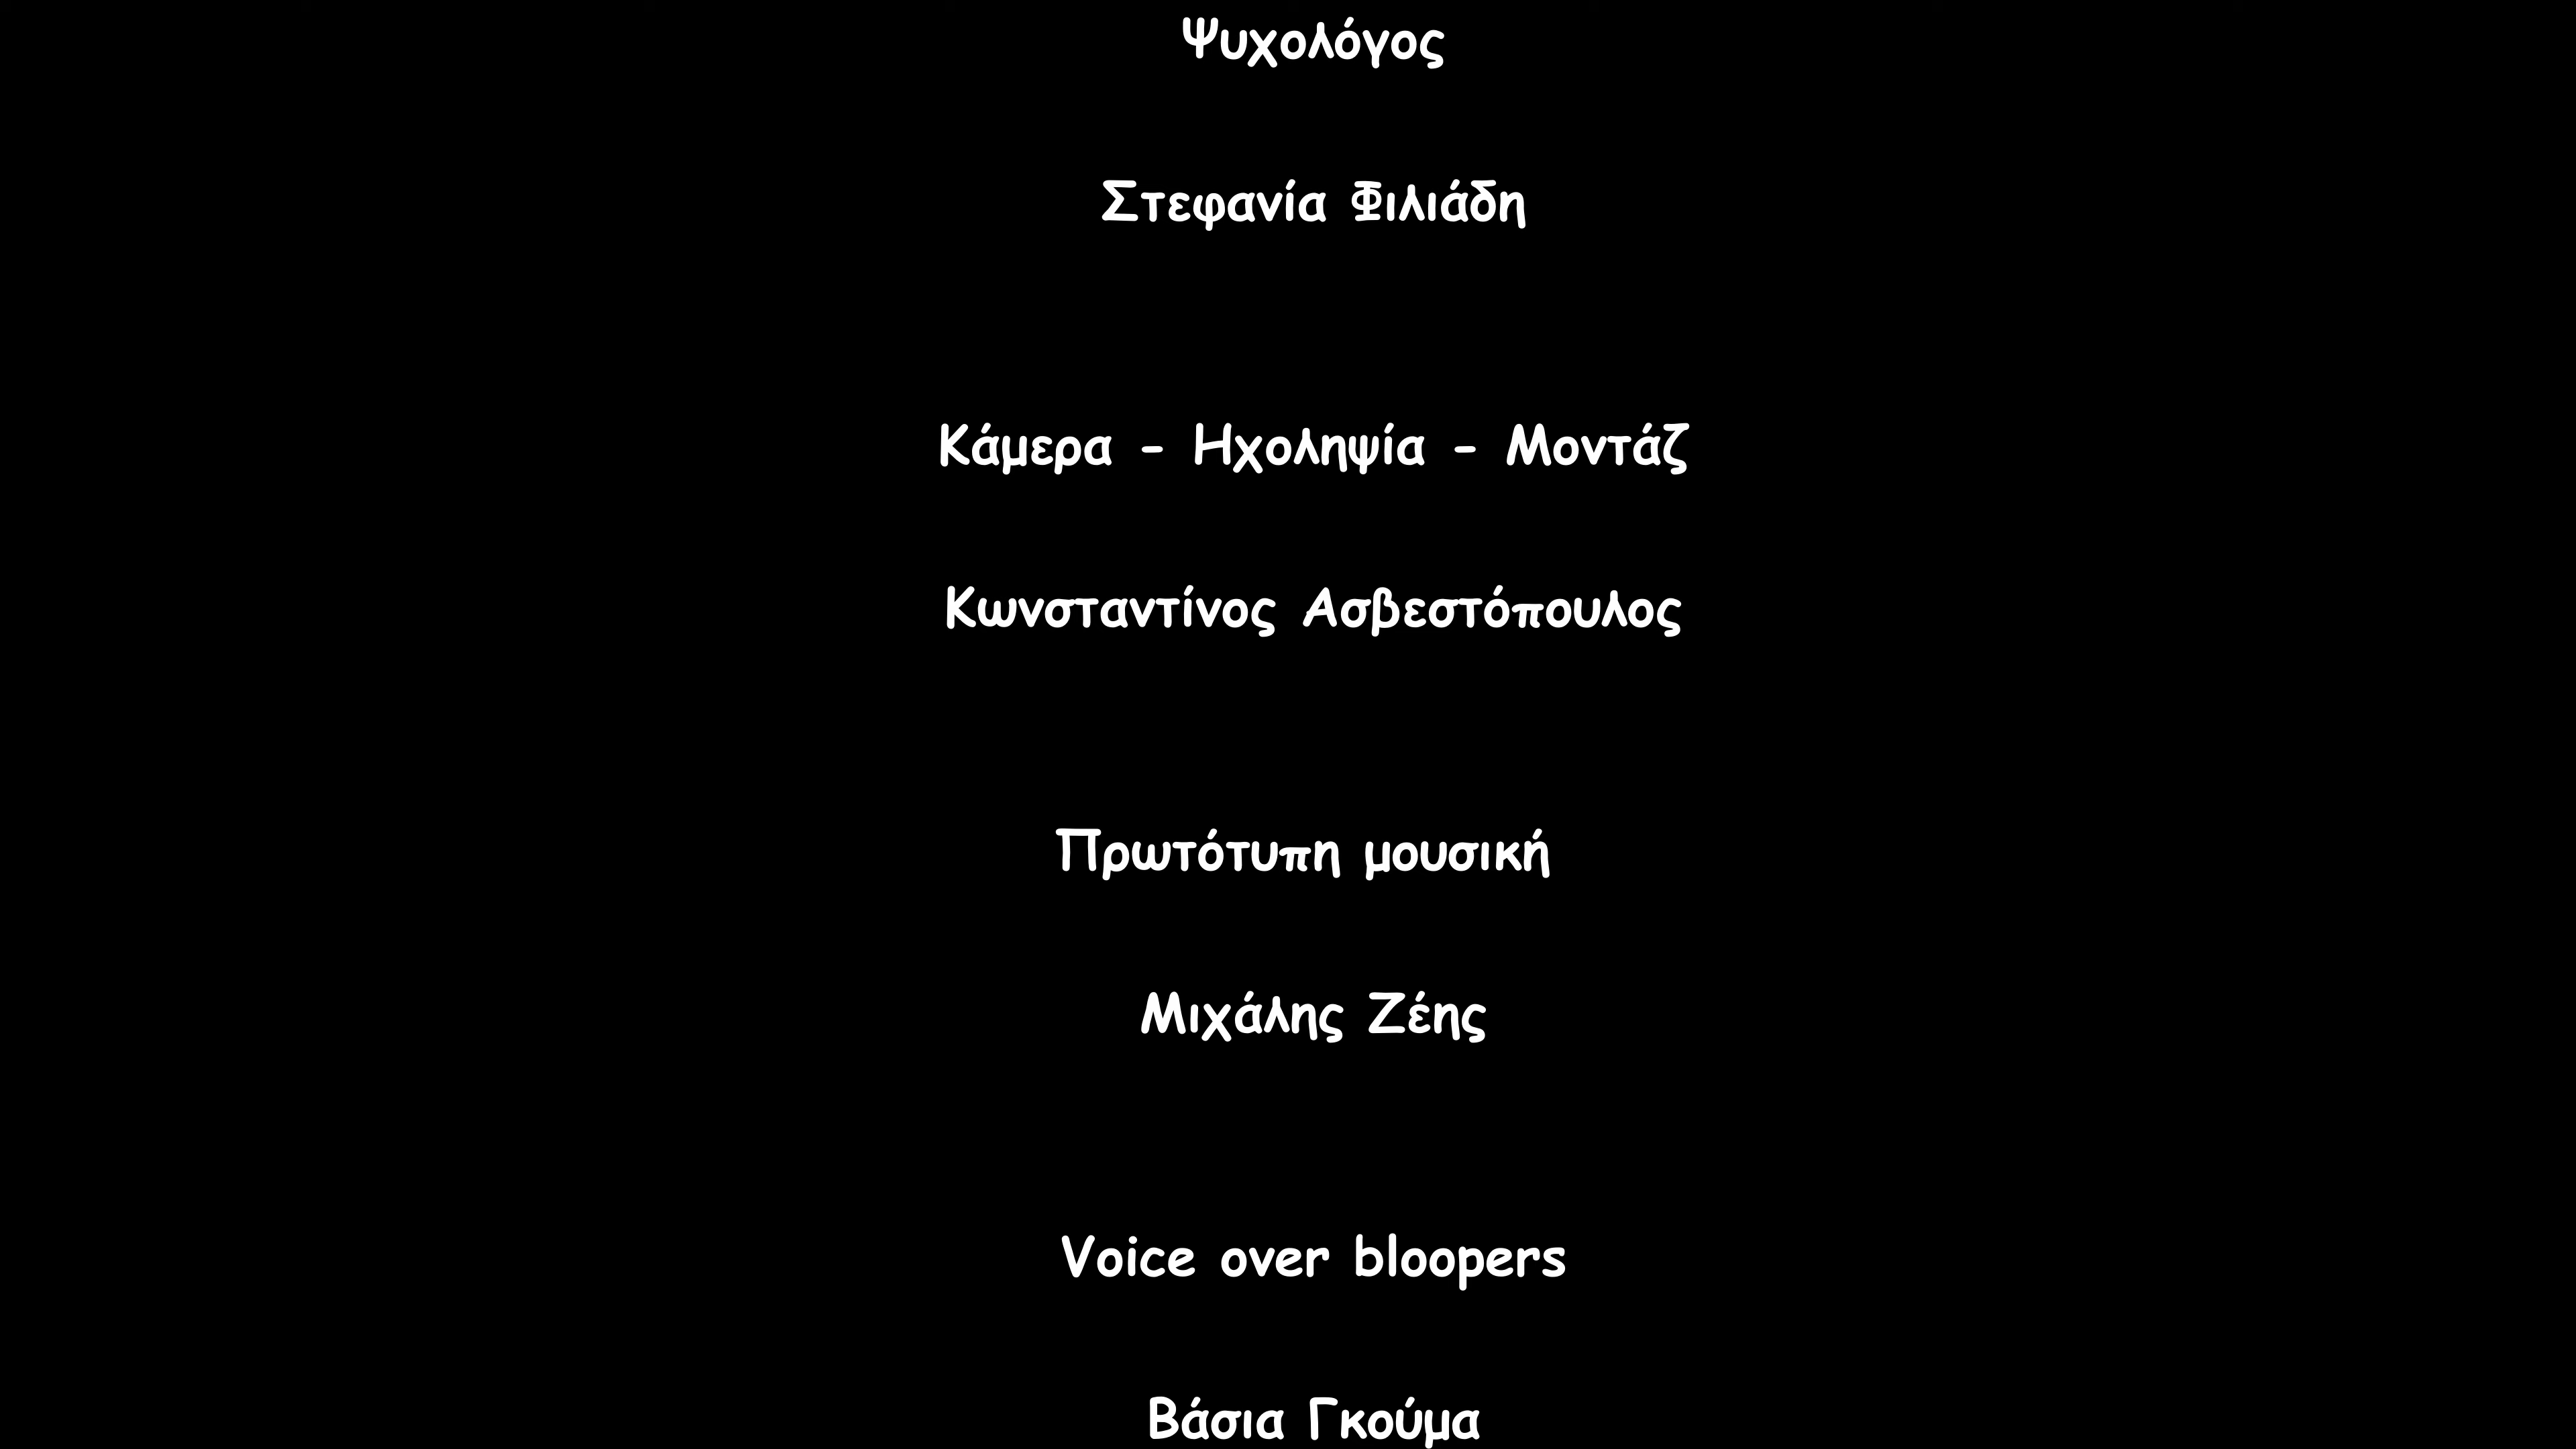 Ψυχολόγος
Στεφανία Φιλιάδη
Κάμερα - Ηχοληψία - Μοντάζ
Κωνσταντίνος Ασβεστόπουλος
Πρωτότυπη μουσική
Μιχάλης Ζέης
Voice over bloopers
Βάσια Γκούμα